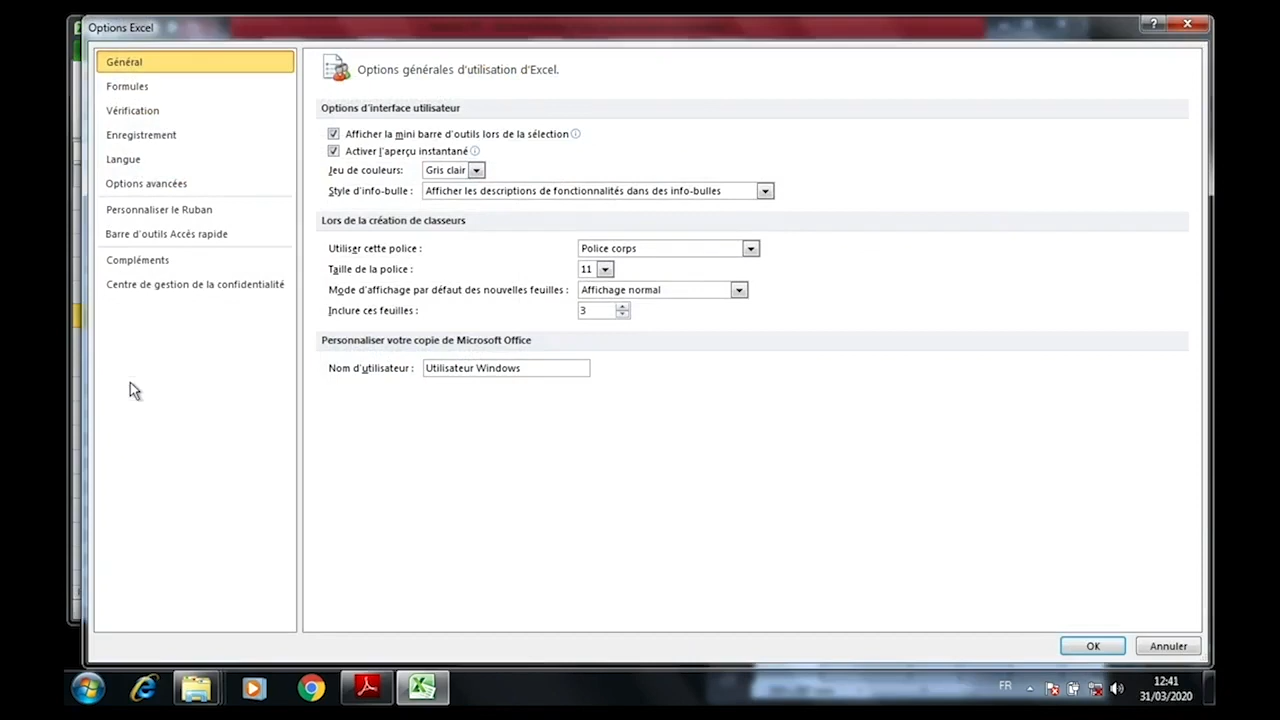 Options Excel
Général
Formules
Vérification
Enregistrement
Langue
Options avancées
Personnaliser le Ruban
Barre d'outils Accès rapide
Compléments
Centre de gestion de la confidentialité
Options générales d'utilisation d'Excel.
Options d'interface utilisateur
Afficher la mini barre d'outils lors de la sélection
Activer l'aperçu instantané
Jeu de couleurs: Gris clair
Style d'info-bulle : Afficher les descriptions de fonctionnalités dans des info-bulles
Lors de la création de classeurs
Utiliser cette police : Police corps
Taille de la police : 11
Mode d'affichage par défaut des nouvelles feuilles : Affichage normal
Inclure ces feuilles : 3
Personnaliser votre copie de Microsoft Office
Nom d'utilisateur : Utilisateur Windows
OK Annuler
FR 12:41
31/03/2020